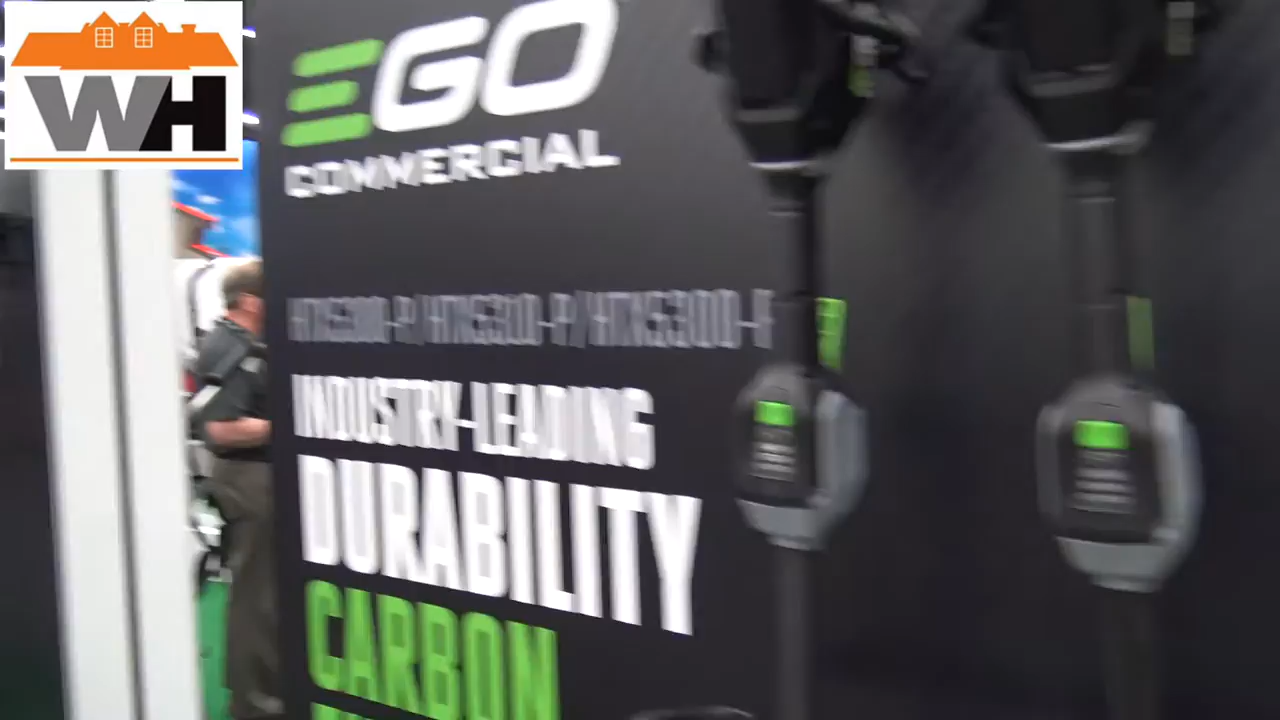 WH
EGO
COMMERCIAL
INDUSTRY-LEADING
DURABILITY
CARBON